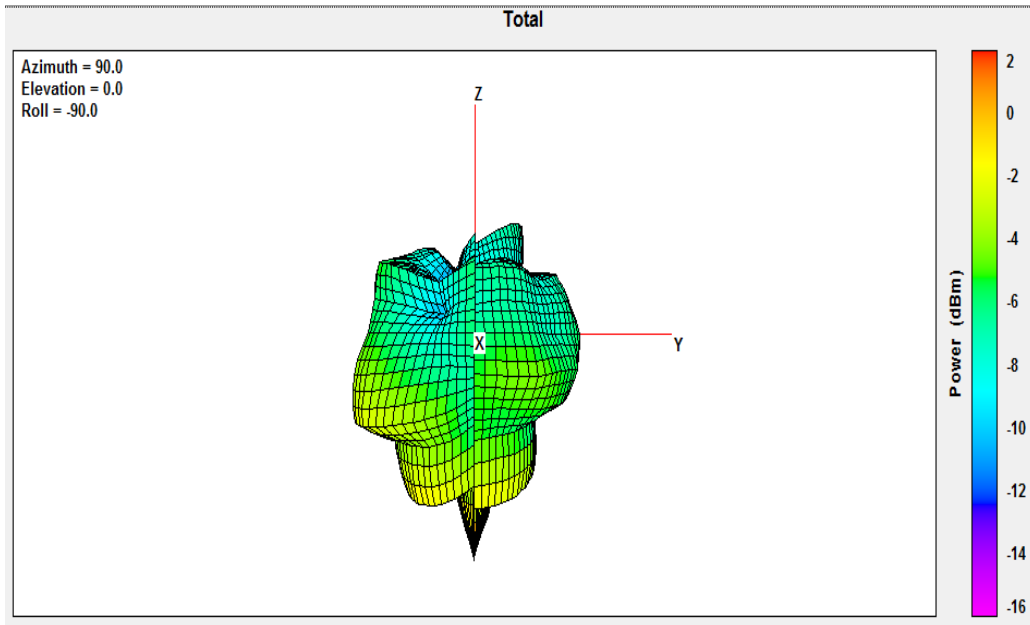 Total
Azimuth = 90.0
Elevation = 0.0
Roll = -90.0
Z
X
Y
2
0
-2
-4
-6
-8
-10
-12
-14
-16
Power (dBm)